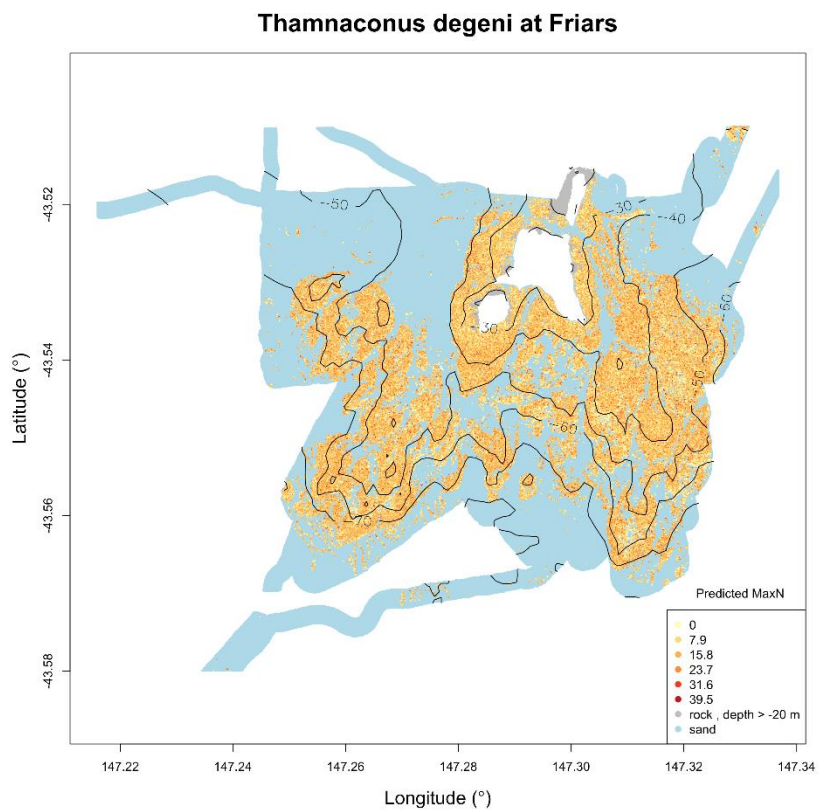 Thamnaconus degeni at Friars
-43.52
-43.54
-43.56
-43.58
Latitude (°)
-50
-30
-40
-60
-50
-30
-60
-70
Predicted MaxN
0
7.9
15.8
23.7
31.6
39.5
rock , depth > -20 m
sand
147.22 147.24 147.26 147.28 147.30 147.32 147.34
Longitude (°)